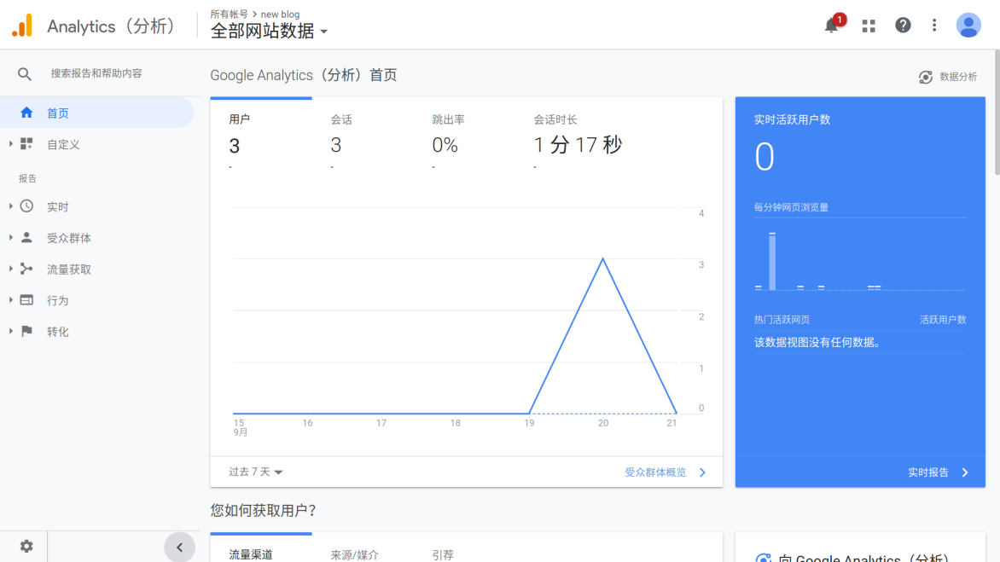 Analytics（分析）
所有帐号 > new blog
全部网站数据
1
搜索报告和帮助内容
首页
自定义
报告
实时
受众群体
流量获取
行为
转化
Google Analytics（分析）首页
数据分析
用户 会话 跳出率 会话时长
3 3 0% 1 分 17 秒
- - - -
4
3
2
1
0
15 16 17 18 19 20 21
9月
过去 7 天
受众群体概览
实时活跃用户数
0
每分钟网页浏览量
热门活跃网页 活跃用户数
该数据视图没有任何数据。
实时报告
您如何获取用户?
流量渠道 来源/媒介 引荐
向 Google Analytics（分析）